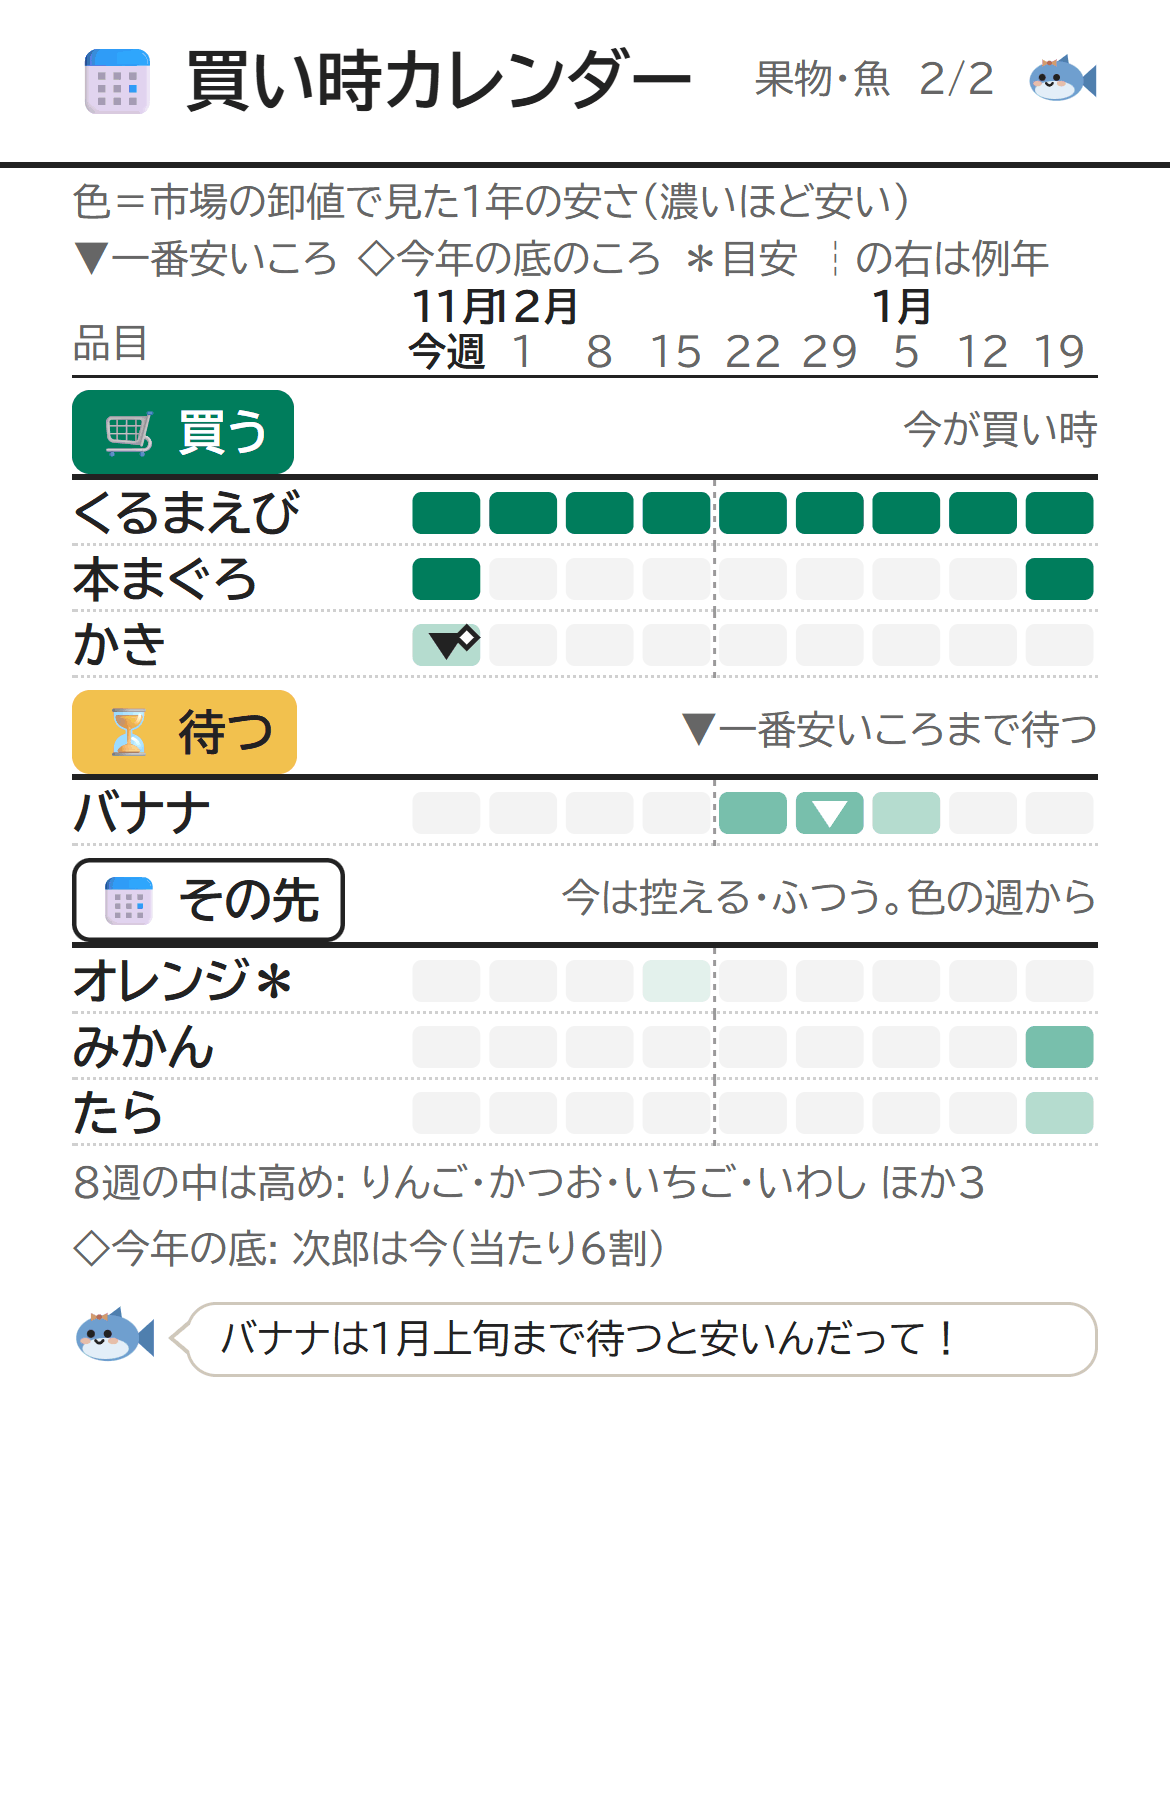 買い時カレンダー 果物・魚 2/2
色＝市場の卸値で見た1年の安さ（濃いほど安い）
▼一番安いころ ◇今年の底のころ ＊目安 ┊の右は例年
11月 12月 1月
品目 今週 1 8 15 22 29 5 12 19
買う 今が買い時
くるまえび
本まぐろ
かき
待つ ▼一番安いころまで待つ
バナナ
その先 今は控える・ふつう。色の週から
オレンジ＊
みかん
たら
8週の中は高め: りんご・かつお・いちご・いわし ほか3
◇今年の底: 次郎は今（当たり6割）
バナナは1月上旬まで待つと安いんだって！